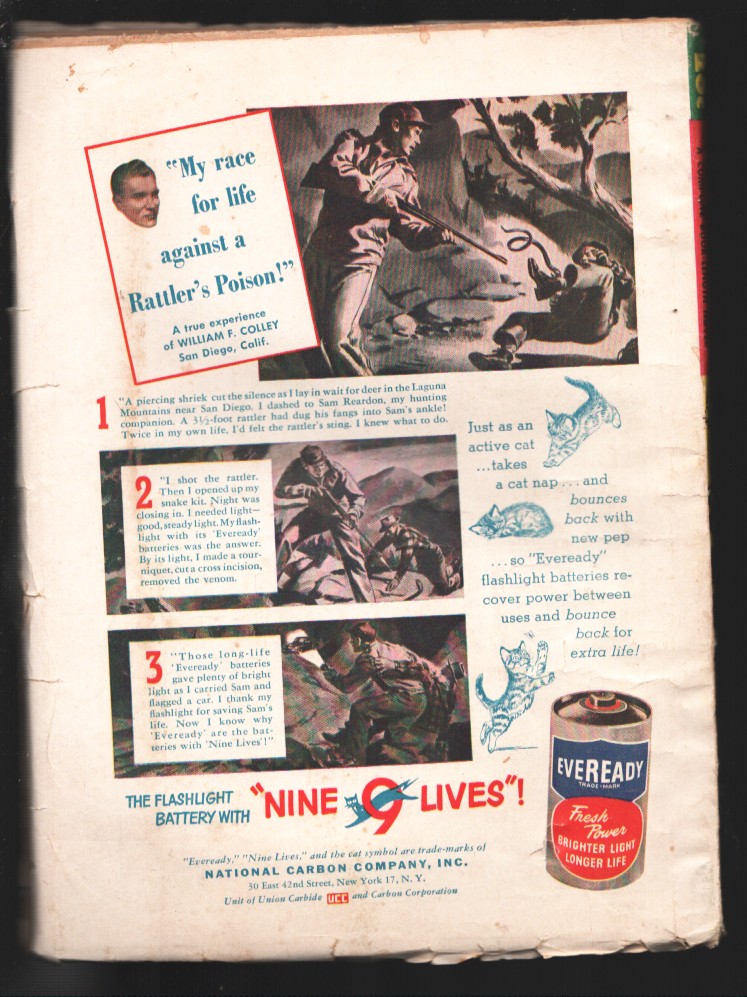 "My race
for life
against a
Rattler's Poison!"
A true experience
of WILLIAM F. COLLEY
San Diego, Calif.
1 "A piercing shriek cut the silence as I lay in wait for deer in the Laguna
Mountains near San Diego. I dashed to Sam Reardon, my hunting
companion. A 3½-foot rattler had dug his fangs into Sam's ankle!
Twice in my own life, I'd felt the rattler's sting. I knew what to do.
2 "I shot the rattler.
Then I opened up my
snake kit. Night was
closing in. I needed light—
good, steady light. My flash-
light with its 'Eveready'
batteries was the answer.
By its light, I made a tour-
niquet, cut a cross incision,
removed the venom.
3 "Those long-life
'Eveready' batteries
gave plenty of bright
light as I carried Sam and
flagged a car. I thank my
flashlight for saving Sam's
life. Now I know why
'Eveready' are the bat-
teries with 'Nine Lives'!"
Just as an
active cat
...takes
a cat nap... and
bounces
back with
new pep
...so "Eveready"
flashlight batteries re-
cover power between
uses and bounce
back for
extra life!
EVEREADY
TRADE-MARK
Fresh
Power
BRIGHTER LIGHT
LONGER LIFE
THE FLASHLIGHT
BATTERY WITH
"NINE 9 LIVES"!
"Eveready," "Nine Lives," and the cat symbol are trade-marks of
NATIONAL CARBON COMPANY, INC.
30 East 42nd Street, New York 17, N. Y.
Unit of Union Carbide UCC and Carbon Corporation